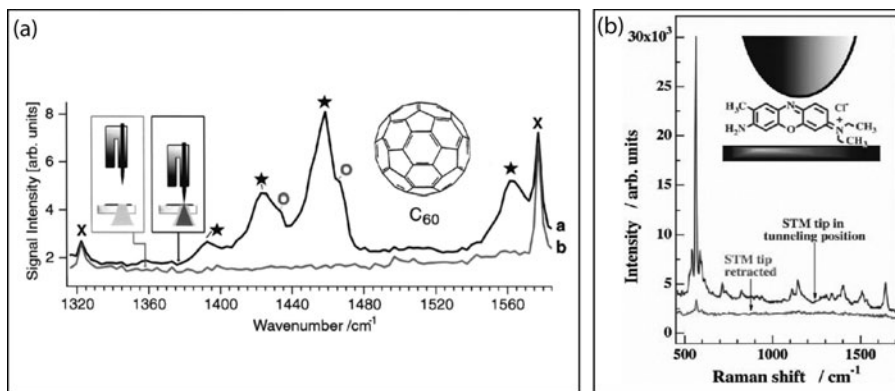 (a)
Signal Intensity [arb. units]
8
6
4
2
X
★
★
O
★
O
★
X
C60
a
b
1320
1360
1400
1440
1480
1520
1560
Wavenumber /cm-1
(b)
30x10³
25
20
15
10
5
0
Intensity / arb. units
H₃C
N
Cl-
H₂N
O
N+
CH₃
CH₃
STM tip in
tunneling position
STM tip
retracted
500
1000
1500
Raman shift / cm-1